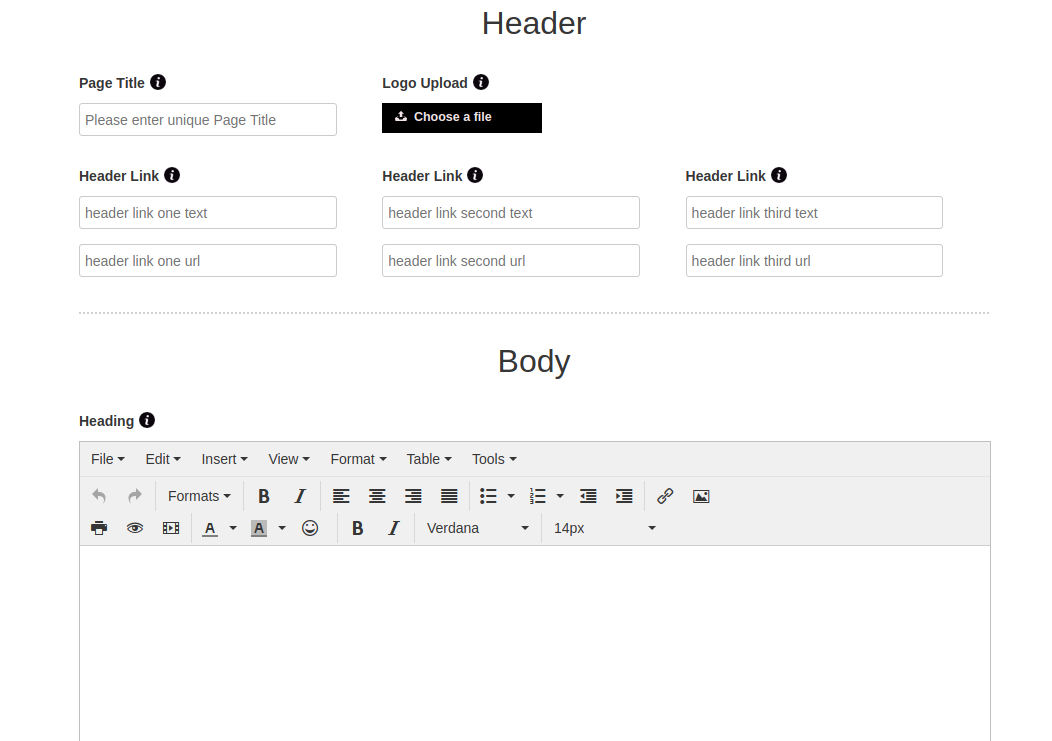 Header
Page Title
Logo Upload
Please enter unique Page Title
Choose a file
Header Link
Header Link
Header Link
header link one text
header link second text
header link third text
header link one url
header link second url
header link third url
Body
Heading
File Edit Insert View Format Table Tools
Formats B I
A A B I Verdana 14px